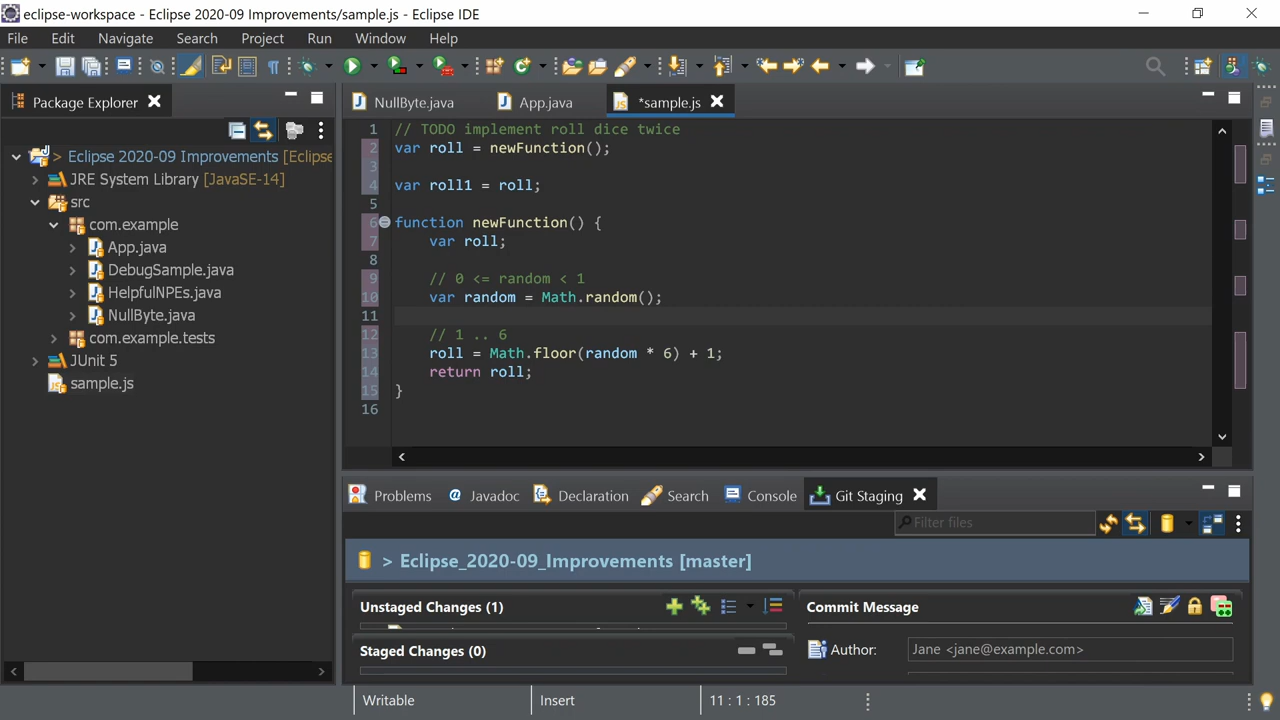 eclipse-workspace - Eclipse 2020-09 Improvements/sample.js - Eclipse IDE
File Edit Navigate Search Project Run Window Help
Package Explorer
> Eclipse 2020-09 Improvements [Eclipse
JRE System Library [JavaSE-14]
src
com.example
App.java
DebugSample.java
HelpfulNPEs.java
NullByte.java
com.example.tests
JUnit 5
sample.js
NullByte.java App.java *sample.js
1 // TODO implement roll dice twice
2 var roll = newFunction();
3
4 var roll1 = roll;
5
6 function newFunction() {
7 var roll;
8
9 // 0 <= random < 1
10 var random = Math.random();
11
12 // 1 .. 6
13 roll = Math.floor(random * 6) + 1;
14 return roll;
15 }
16
Problems @ Javadoc Declaration Search Console Git Staging
Filter files
> Eclipse_2020-09_Improvements [master]
Unstaged Changes (1)
Staged Changes (0)
Commit Message
Author: Jane <jane@example.com>
Writable Insert 11 : 1 : 185